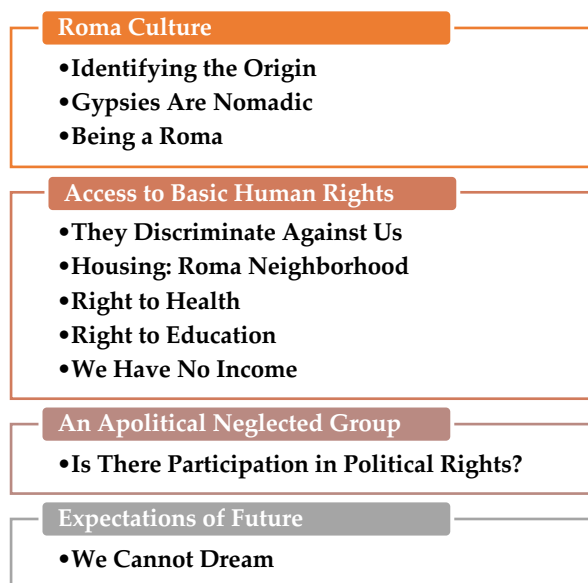 Roma Culture
•Identifying the Origin
•Gypsies Are Nomadic
•Being a Roma
Access to Basic Human Rights
•They Discriminate Against Us
•Housing: Roma Neighborhood
•Right to Health
•Right to Education
•We Have No Income
An Apolitical Neglected Group
•Is There Participation in Political Rights?
Expectations of Future
•We Cannot Dream